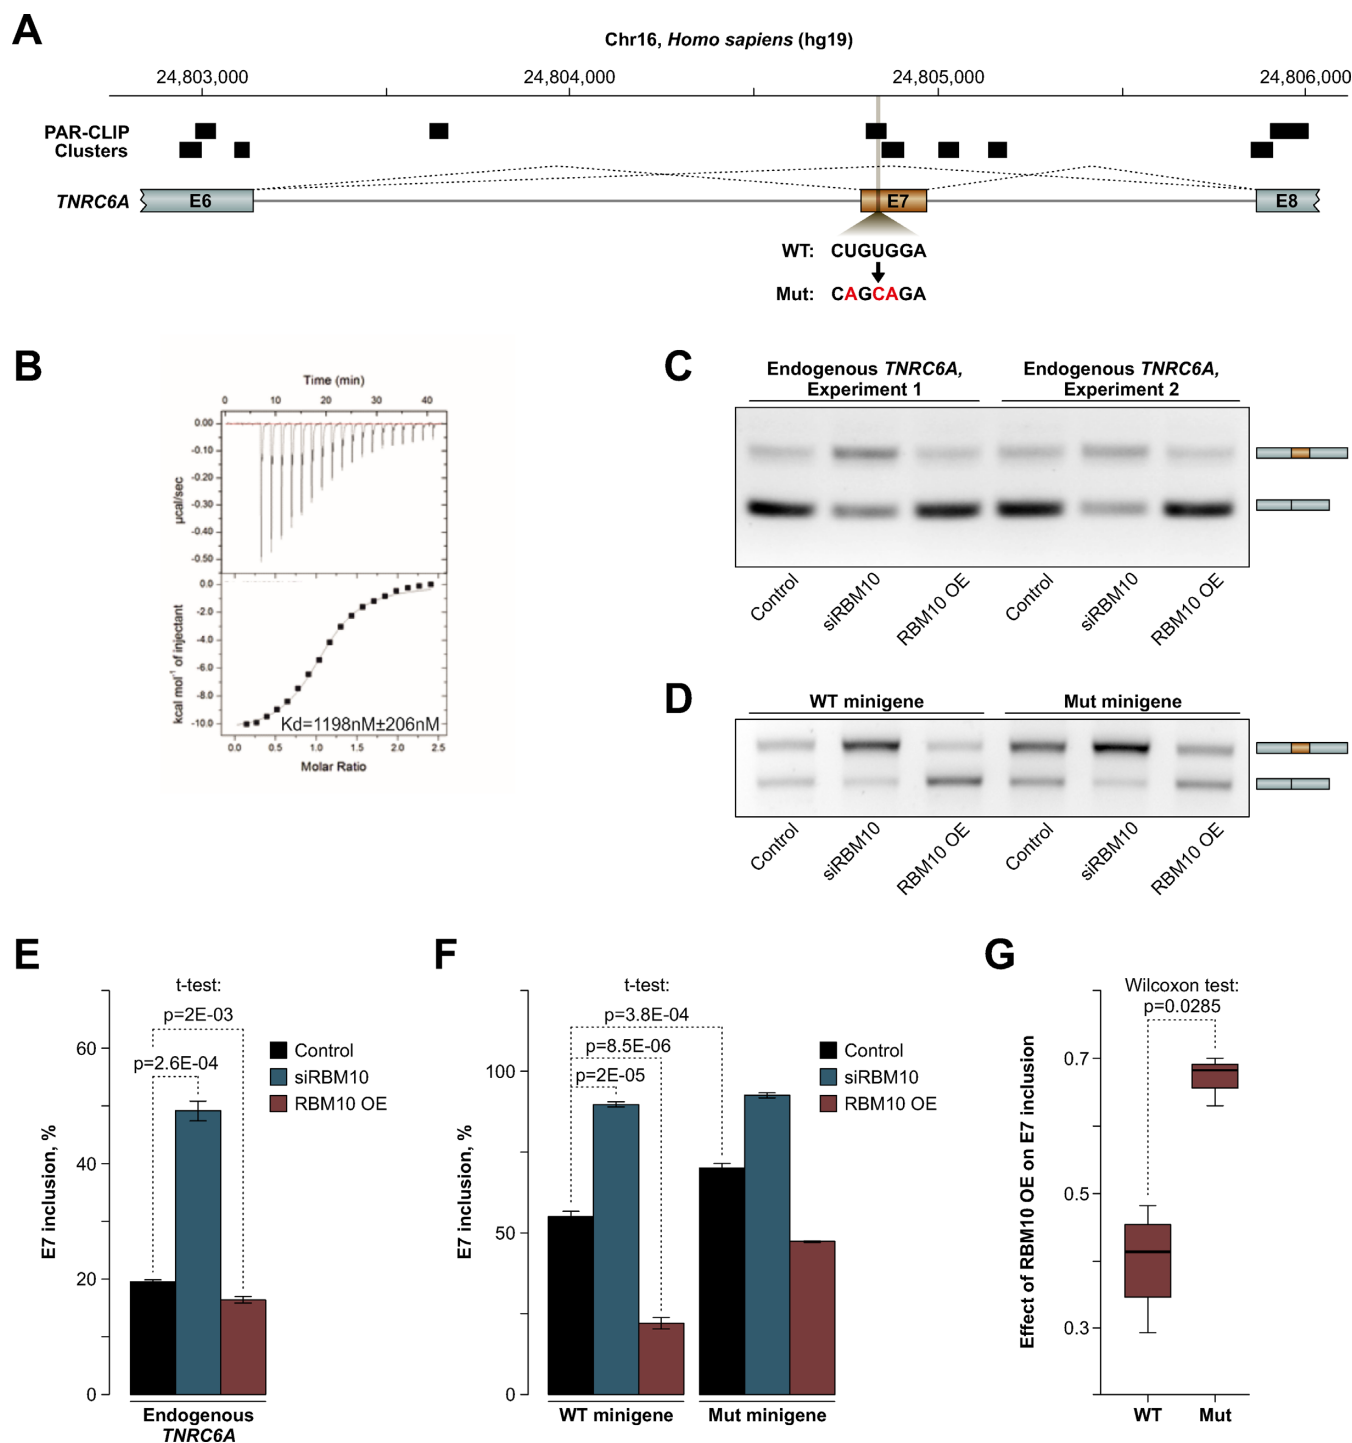 A
Chr16, Homo sapiens (hg19)
24,803,000 24,804,000 24,805,000 24,806,000
PAR-CLIP
Clusters
TNRC6A E6 E7 E8
WT: CUGUGGA
Mut: CAGCAGA
B
Time (min)
0 10 20 30 40
0.00
-0.10
-0.20
-0.30
-0.40
-0.50
µcal/sec
0.0
-2.0
-4.0
-6.0
-8.0
-10.0
kcal mol⁻¹ of injectant
Kd=1198nM±206nM
0.0 0.5 1.0 1.5 2.0 2.5
Molar Ratio
C
Endogenous TNRC6A,
Experiment 1
Endogenous TNRC6A,
Experiment 2
Control siRBM10 RBM10 OE Control siRBM10 RBM10 OE
D
WT minigene Mut minigene
Control siRBM10 RBM10 OE Control siRBM10 RBM10 OE
E
t-test:
p=2E-03
p=2.6E-04
60
40
20
0
E7 inclusion, %
Control
siRBM10
RBM10 OE
Endogenous
TNRC6A
F
t-test:
p=3.8E-04
p=8.5E-06
p=2E-05
100
50
0
E7 inclusion, %
Control
siRBM10
RBM10 OE
WT minigene Mut minigene
G
Wilcoxon test:
p=0.0285
0.7
0.5
0.3
Effect of RBM10 OE on E7 inclusion
WT Mut